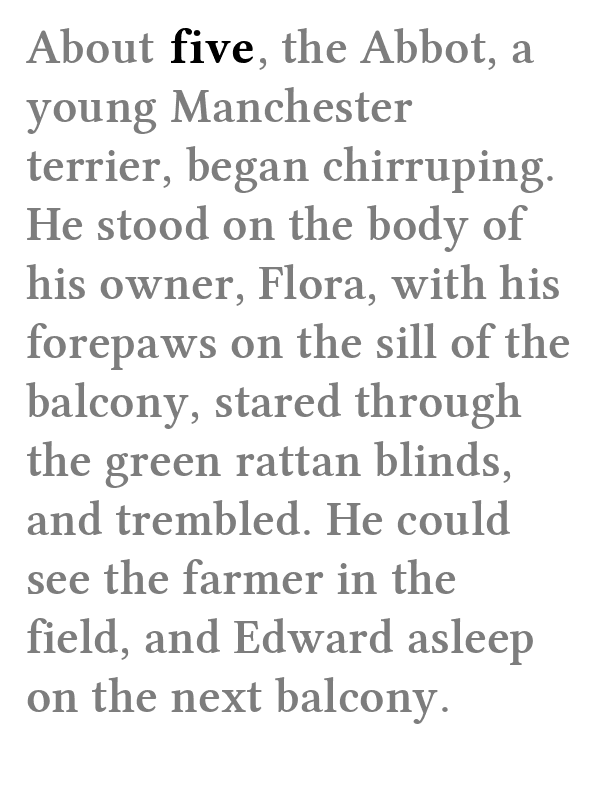 About five, the Abbot, a
young Manchester
terrier, began chirruping.
He stood on the body of
his owner, Flora, with his
forepaws on the sill of the
balcony, stared through
the green rattan blinds,
and trembled. He could
see the farmer in the
field, and Edward asleep
on the next balcony.